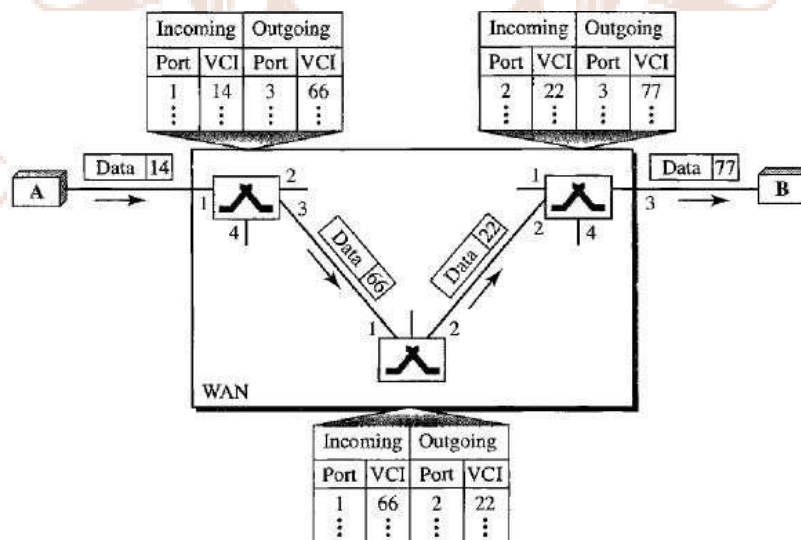 Incoming Outgoing
Port VCI Port VCI
1 14 3 66
Incoming Outgoing
Port VCI Port VCI
2 22 3 77
A
Data 14
1
2
3
4
Data 66
1
2
Data 22
1
2
4
3
Data 77
B
WAN
Incoming Outgoing
Port VCI Port VCI
1 66 2 22